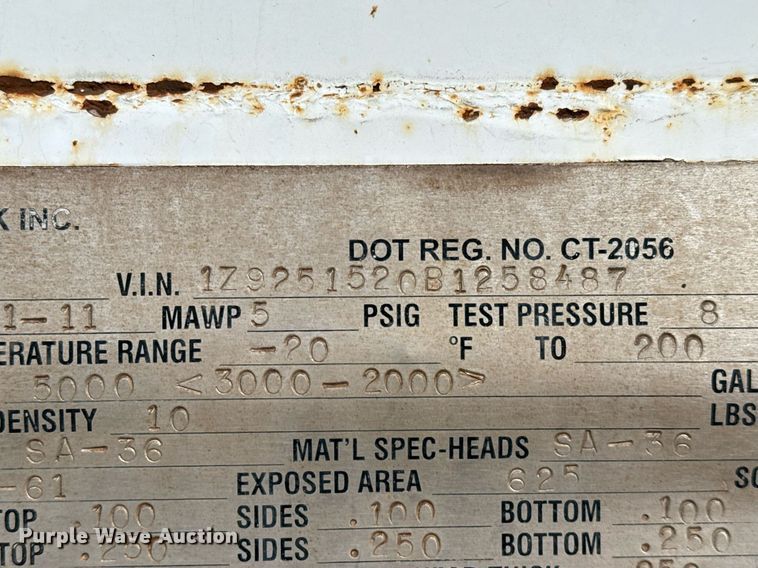 K INC.
DOT REG. NO. CT-2056
V.I.N. 1Z9251520B1258487
1-11 MAWP 5 PSIG TEST PRESSURE 8
ERATURE RANGE -20 °F TO 200
5000 <3000-2000> GAL
DENSITY 10 LBS
SA-36 MAT'L SPEC-HEADS SA-36
-61 EXPOSED AREA 625 SQ
TOP .100 SIDES .100 BOTTOM .100
TOP .250 SIDES .250 BOTTOM .250
Purple Wave Auction